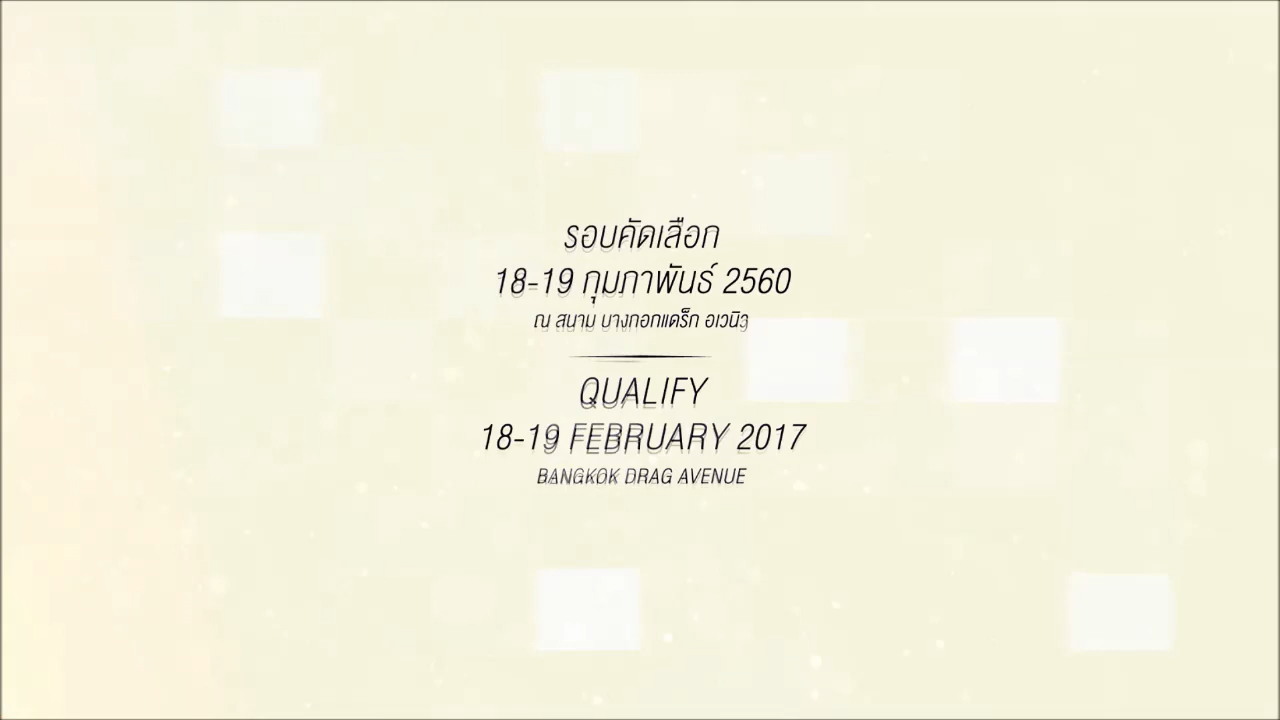 รอบคัดเลือก
18-19 กุมภาพันธ์ 2560
ณ สนาม บางกอกแดร็ก อเวนิว
QUALIFY
18-19 FEBRUARY 2017
BANGKOK DRAG AVENUE